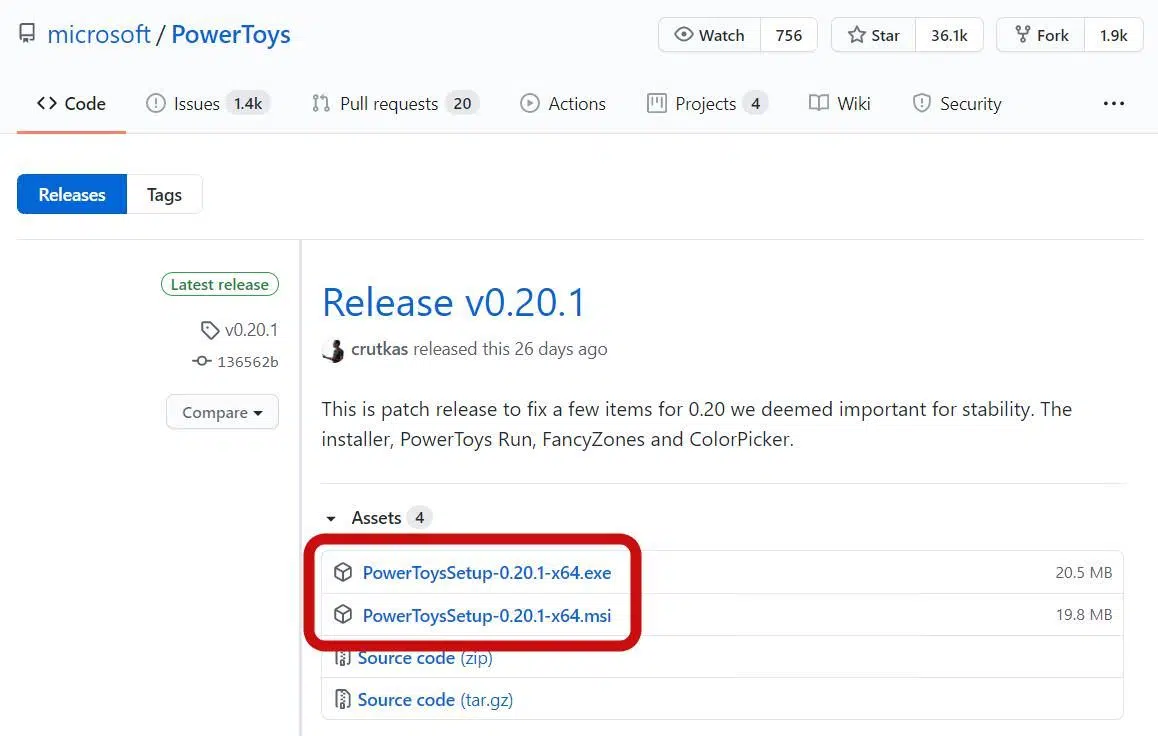 microsoft / PowerToys
Watch 756 Star 36.1k Fork 1.9k
Code Issues 1.4k Pull requests 20 Actions Projects 4 Wiki Security
Releases Tags
Latest release
v0.20.1
136562b
Compare
Release v0.20.1
crutkas released this 26 days ago
This is patch release to fix a few items for 0.20 we deemed important for stability. The
installer, PowerToys Run, FancyZones and ColorPicker.
Assets 4
PowerToysSetup-0.20.1-x64.exe 20.5 MB
PowerToysSetup-0.20.1-x64.msi 19.8 MB
Source code (zip)
Source code (tar.gz)